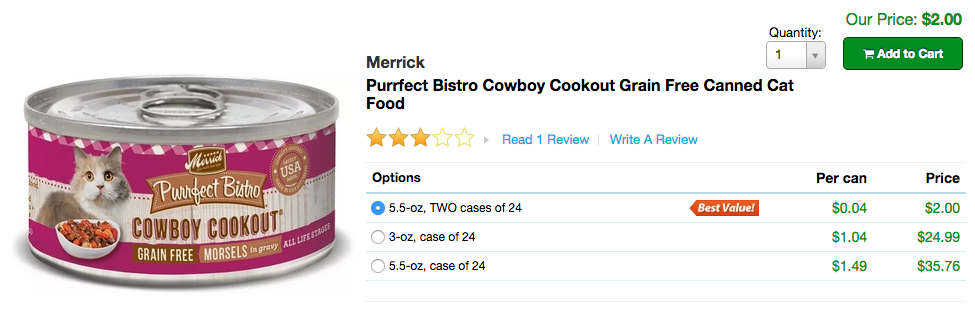 Our Price: $2.00
Quantity:
1
Add to Cart
Merrick
Purrfect Bistro Cowboy Cookout Grain Free Canned Cat
Food
Read 1 Review | Write A Review
Options Per can Price
5.5-oz, TWO cases of 24 Best Value! $0.04 $2.00
3-oz, case of 24 $1.04 $24.99
5.5-oz, case of 24 $1.49 $35.76
Merrick
Purrfect Bistro
USA
COWBOY COOKOUT
GRAIN FREE MORSELS in gravy ALL LIFE STAGES